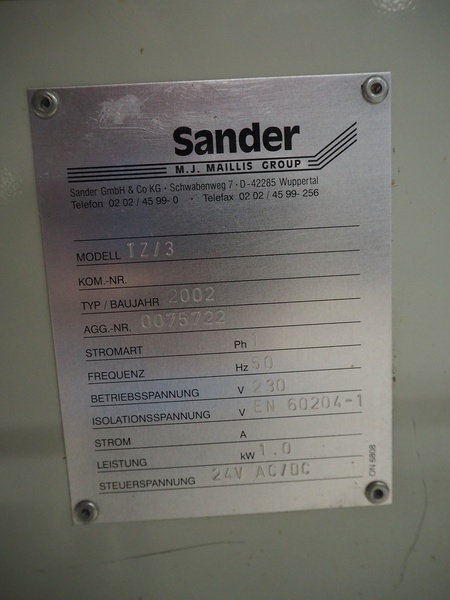 Sander
M.J. MAILLIS GROUP
Sander GmbH & Co KG · Schwabenweg 7 · D-42285 Wuppertal
Telefon 02 02 / 45 99- 0 · Telefax 02 02 / 45 99- 256
MODELL TZ/3
KOM.-NR.
TYP / BAUJAHR 2002
AGG.-NR. 0075722
STROMART Ph 1
FREQUENZ Hz 50
BETRIEBSSPANNUNG V 230
ISOLATIONSSPANNUNG V EN 60204-1
STROM A
LEISTUNG kW 1.0
STEUERSPANNUNG 24V AC/DC